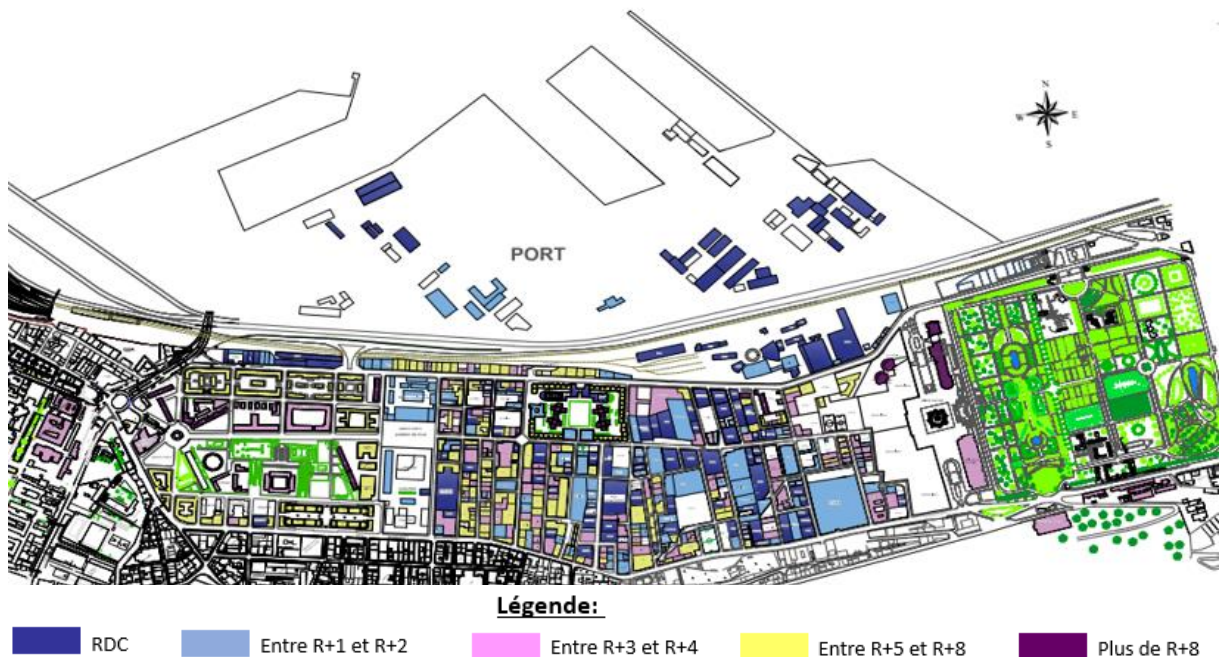 N
W E
S
PORT
Légende:
RDC
Entre R+1 et R+2
Entre R+3 et R+4
Entre R+5 et R+8
Plus de R+8